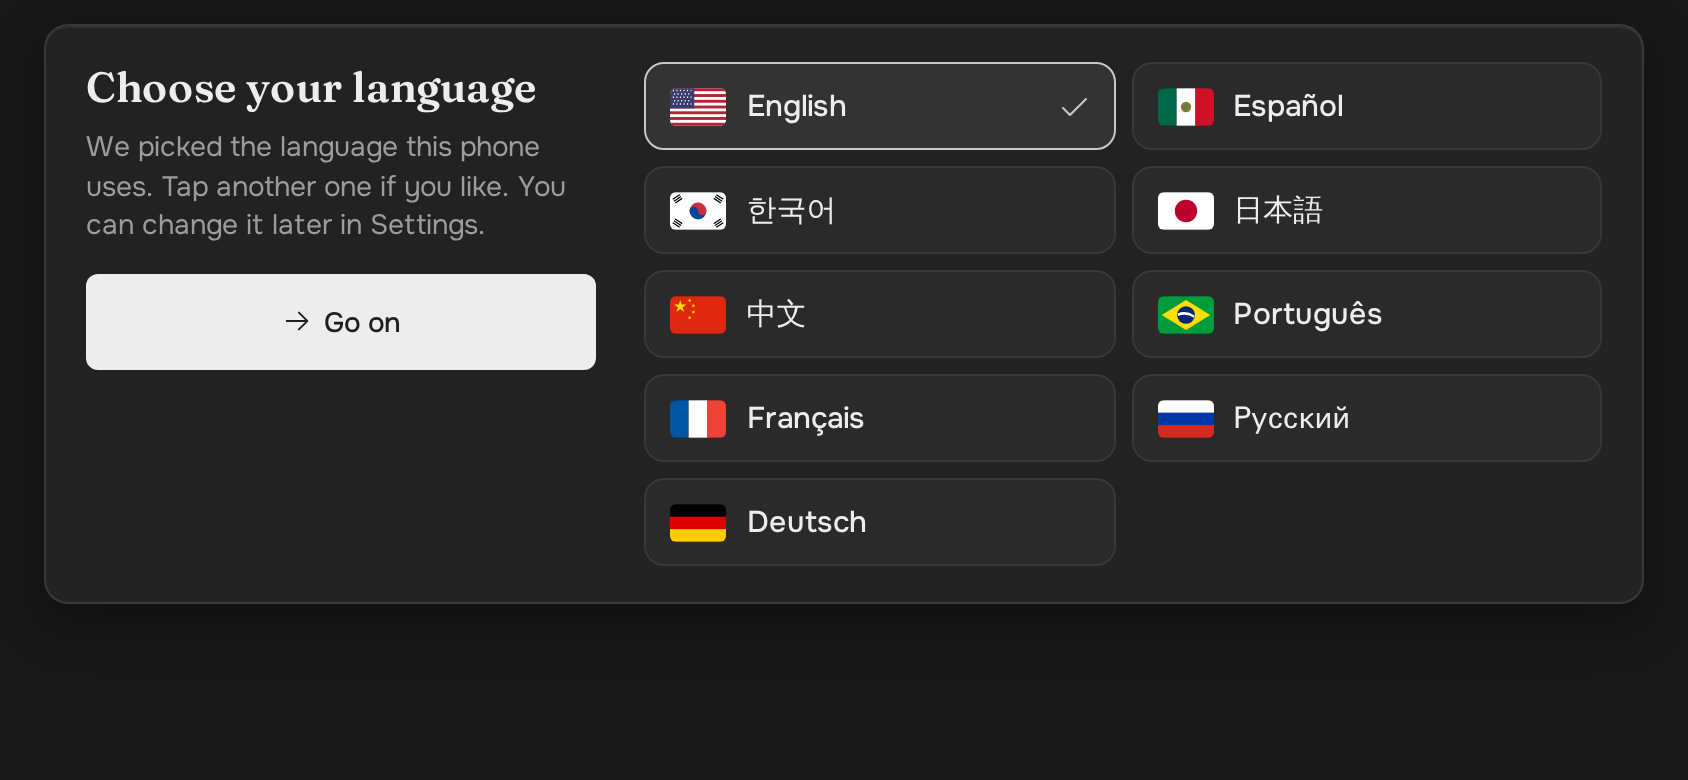 Choose your language
We picked the language this phone
uses. Tap another one if you like. You
can change it later in Settings.
Go on
English
Español
한국어
日本語
中文
Português
Français
Русский
Deutsch